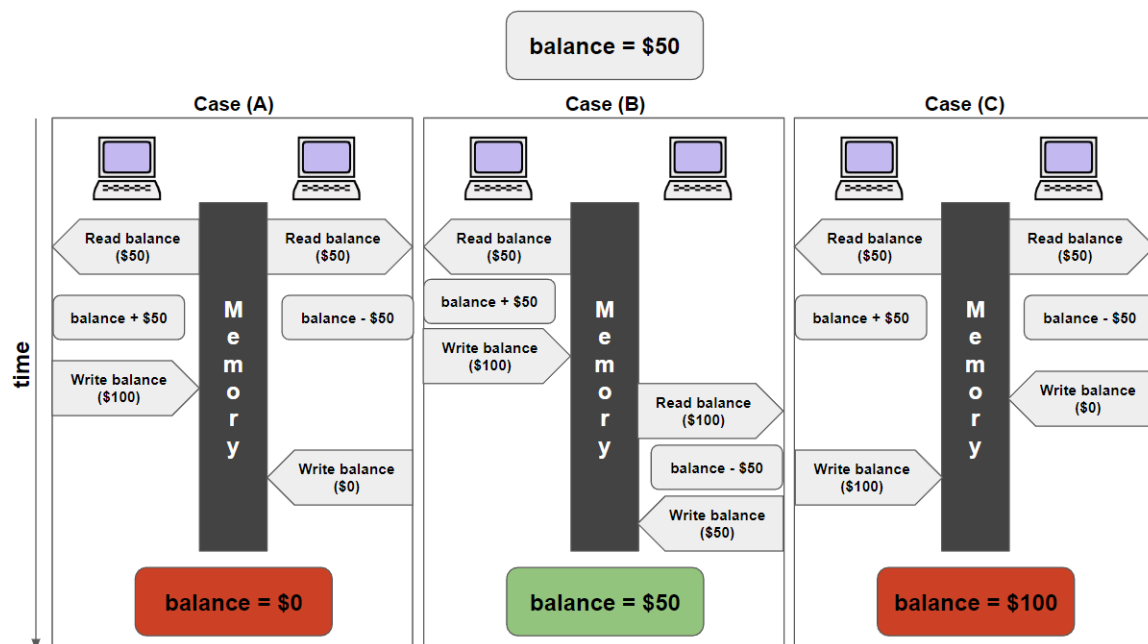 balance = $50
Case (A)
Case (B)
Case (C)
time
Read balance
($50)
Read balance
($50)
balance + $50
balance - $50
Write balance
($100)
Write balance
($0)
Memory
balance = $0
Read balance
($50)
balance + $50
Write balance
($100)
Read balance
($100)
balance - $50
Write balance
($50)
Memory
balance = $50
Read balance
($50)
Read balance
($50)
balance + $50
balance - $50
Write balance
($0)
Write balance
($100)
Memory
balance = $100